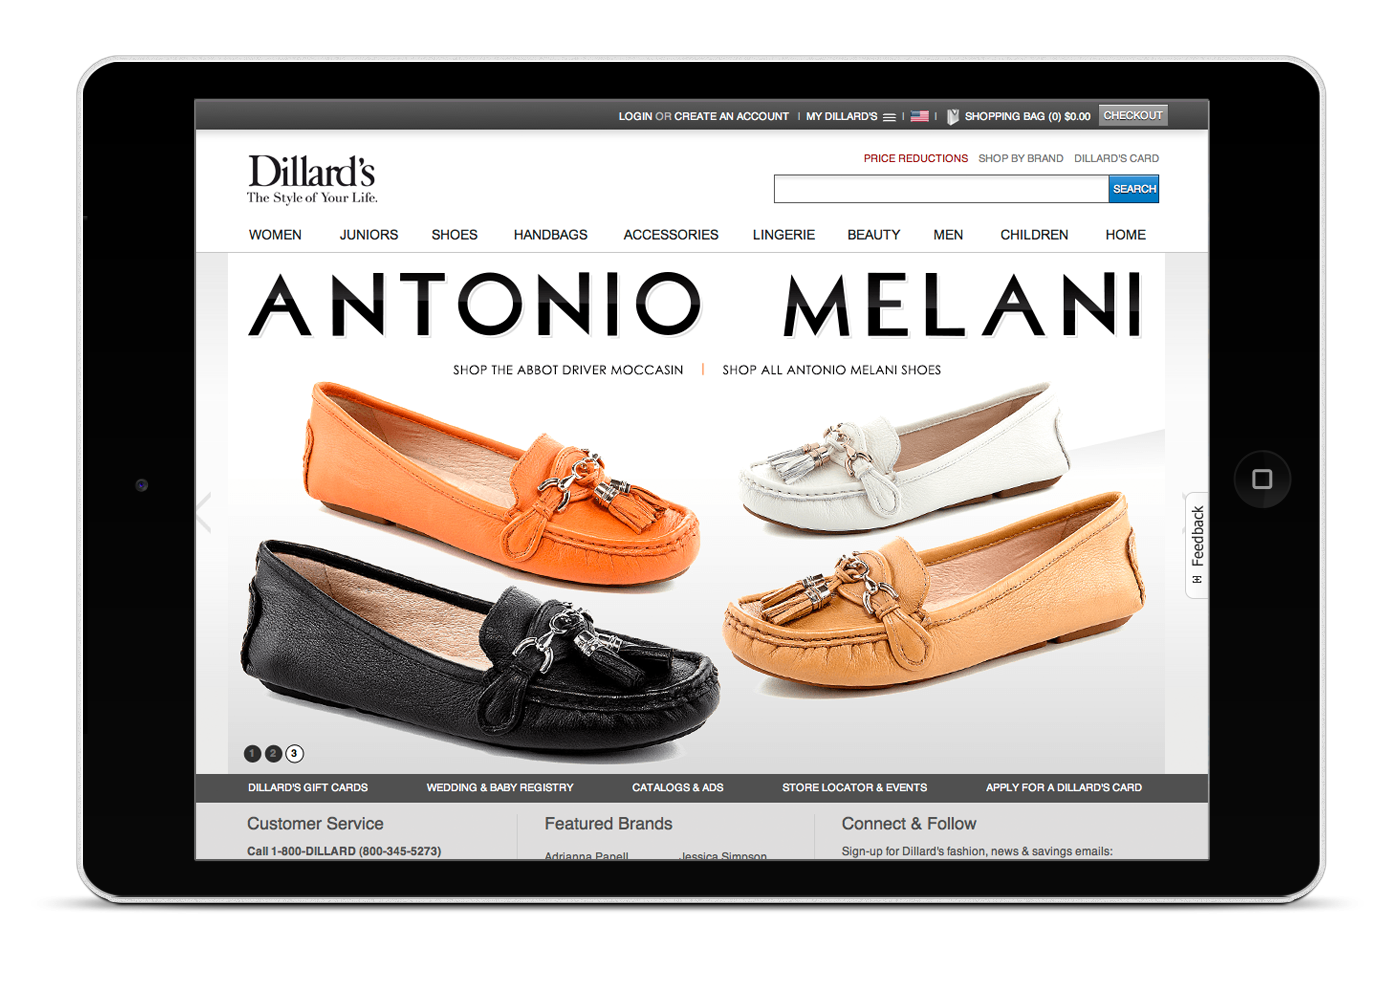 LOGIN OR CREATE AN ACCOUNT | MY DILLARD'S | | SHOPPING BAG (0) $0.00 CHECKOUT
PRICE REDUCTIONS SHOP BY BRAND DILLARD'S CARD
Dillard's
The Style of Your Life.
SEARCH
WOMEN JUNIORS SHOES HANDBAGS ACCESSORIES LINGERIE BEAUTY MEN CHILDREN HOME
ANTONIO MELANI
SHOP THE ABBOT DRIVER MOCCASIN | SHOP ALL ANTONIO MELANI SHOES
[+] Feedback
1 2 3
DILLARD'S GIFT CARDS WEDDING & BABY REGISTRY CATALOGS & ADS STORE LOCATOR & EVENTS APPLY FOR A DILLARD'S CARD
Customer Service Featured Brands Connect & Follow
Call 1-800-DILLARD (800-345-5273)
Adrianna Papell Jessica Simpson
Sign-up for Dillard's fashion, news & savings emails: